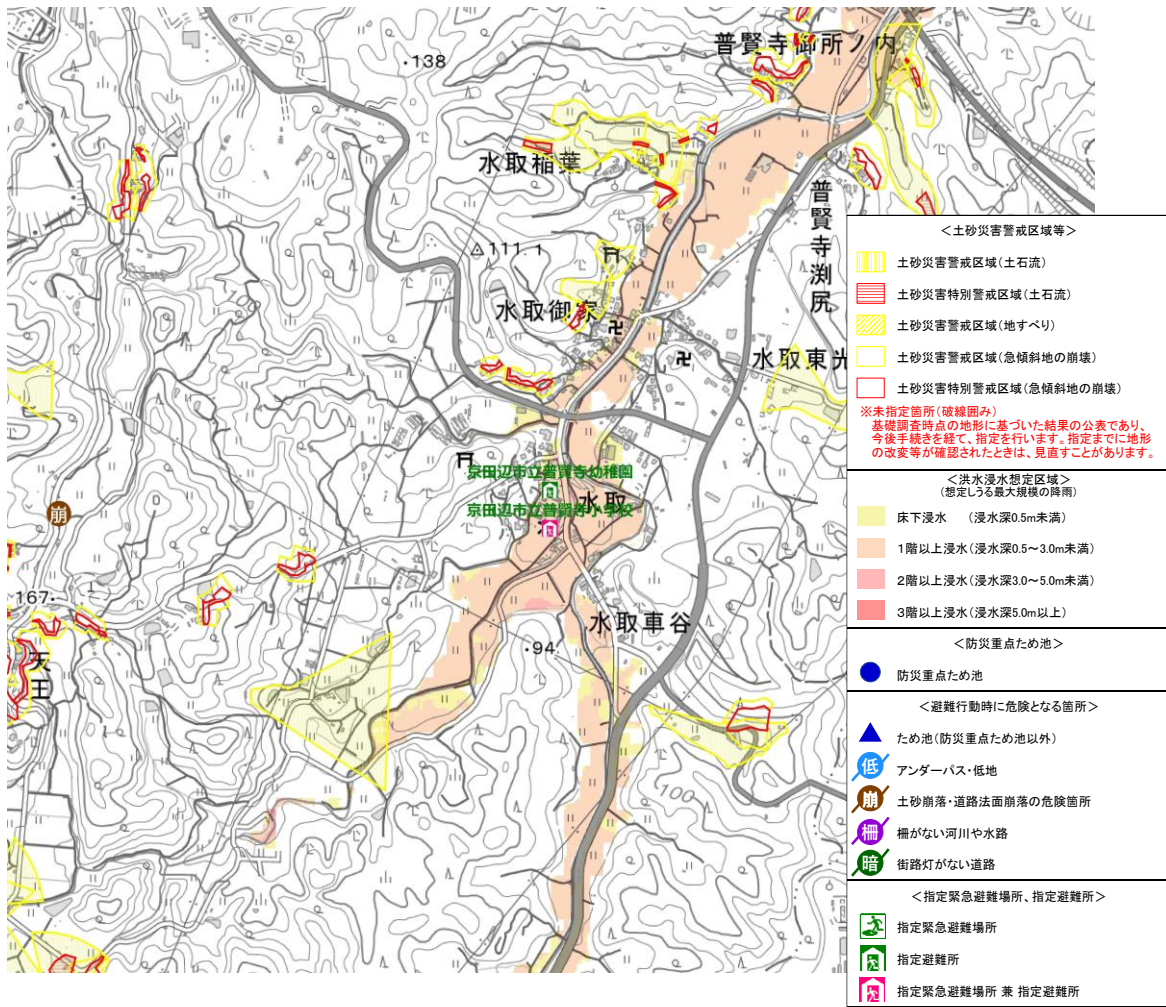 普賢寺御所ノ内
・138
水取稲葉
普賢寺渕尻
111.1
水取御家
水取東光
京田辺市立普賢寺幼稚園
水取
京田辺市立普賢寺小学校
崩
167
水取車谷
・94
天王
100
＜土砂災害警戒区域等＞
土砂災害警戒区域(土石流)
土砂災害特別警戒区域(土石流)
土砂災害警戒区域(地すべり)
土砂災害警戒区域(急傾斜地の崩壊)
土砂災害特別警戒区域(急傾斜地の崩壊)
※未指定箇所(破線囲み)
基礎調査時点の地形に基づいた結果の公表であり、
今後手続きを経て、指定を行います。指定までに地形
の改変等が確認されたときは、見直すことがあります。
＜洪水浸水想定区域＞
(想定しうる最大規模の降雨)
床下浸水　(浸水深0.5m未満)
1階以上浸水(浸水深0.5～3.0m未満)
2階以上浸水(浸水深3.0～5.0m未満)
3階以上浸水(浸水深5.0m以上)
＜防災重点ため池＞
防災重点ため池
＜避難行動時に危険となる箇所＞
ため池(防災重点ため池以外)
低 アンダーパス・低地
崩 土砂崩落・道路法面崩落の危険箇所
柵 柵がない河川や水路
暗 街路灯がない道路
＜指定緊急避難場所、指定避難所＞
指定緊急避難場所
指定避難所
指定緊急避難場所 兼 指定避難所